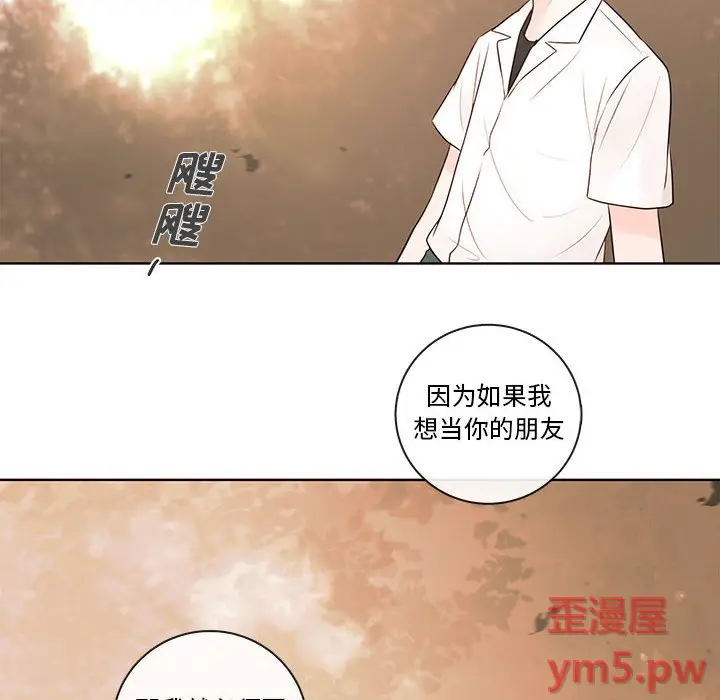 飕
飕
因为如果我
想当你的朋友
歪漫屋
ym5.pw